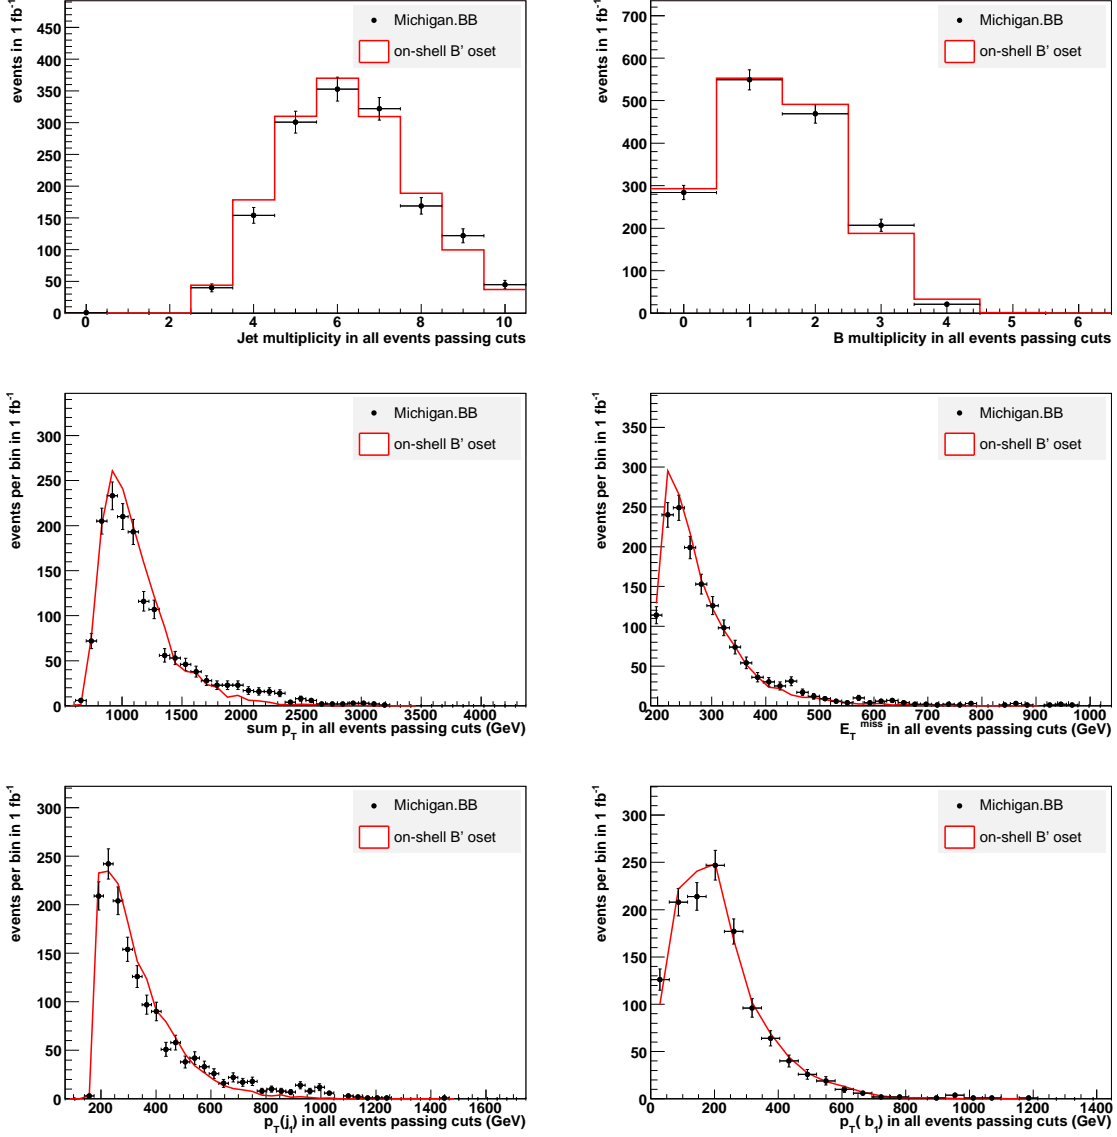 events in 1 fb⁻¹
450
400
350
300
250
200
150
100
50
0
Michigan.BB
on-shell B' oset
0 2 4 6 8 10
Jet multiplicity in all events passing cuts
events in 1 fb⁻¹
700
600
500
400
300
200
100
0
Michigan.BB
on-shell B' oset
0 1 2 3 4 5 6
B multiplicity in all events passing cuts
events per bin in 1 fb⁻¹
300
250
200
150
100
50
0
Michigan.BB
on-shell B' oset
1000 1500 2000 2500 3000 3500 4000
sum p_T in all events passing cuts (GeV)
events per bin in 1 fb⁻¹
350
300
250
200
150
100
50
0
Michigan.BB
on-shell B' oset
200 300 400 500 600 700 800 900 1000
E_T^miss in all events passing cuts (GeV)
events per bin in 1 fb⁻¹
300
250
200
150
100
50
0
Michigan.BB
on-shell B' oset
200 400 600 800 1000 1200 1400 1600
p_T(j_1) in all events passing cuts (GeV)
events per bin in 1 fb⁻¹
300
250
200
150
100
50
0
Michigan.BB
on-shell B' oset
0 200 400 600 800 1000 1200 1400
p_T( b_1) in all events passing cuts (GeV)